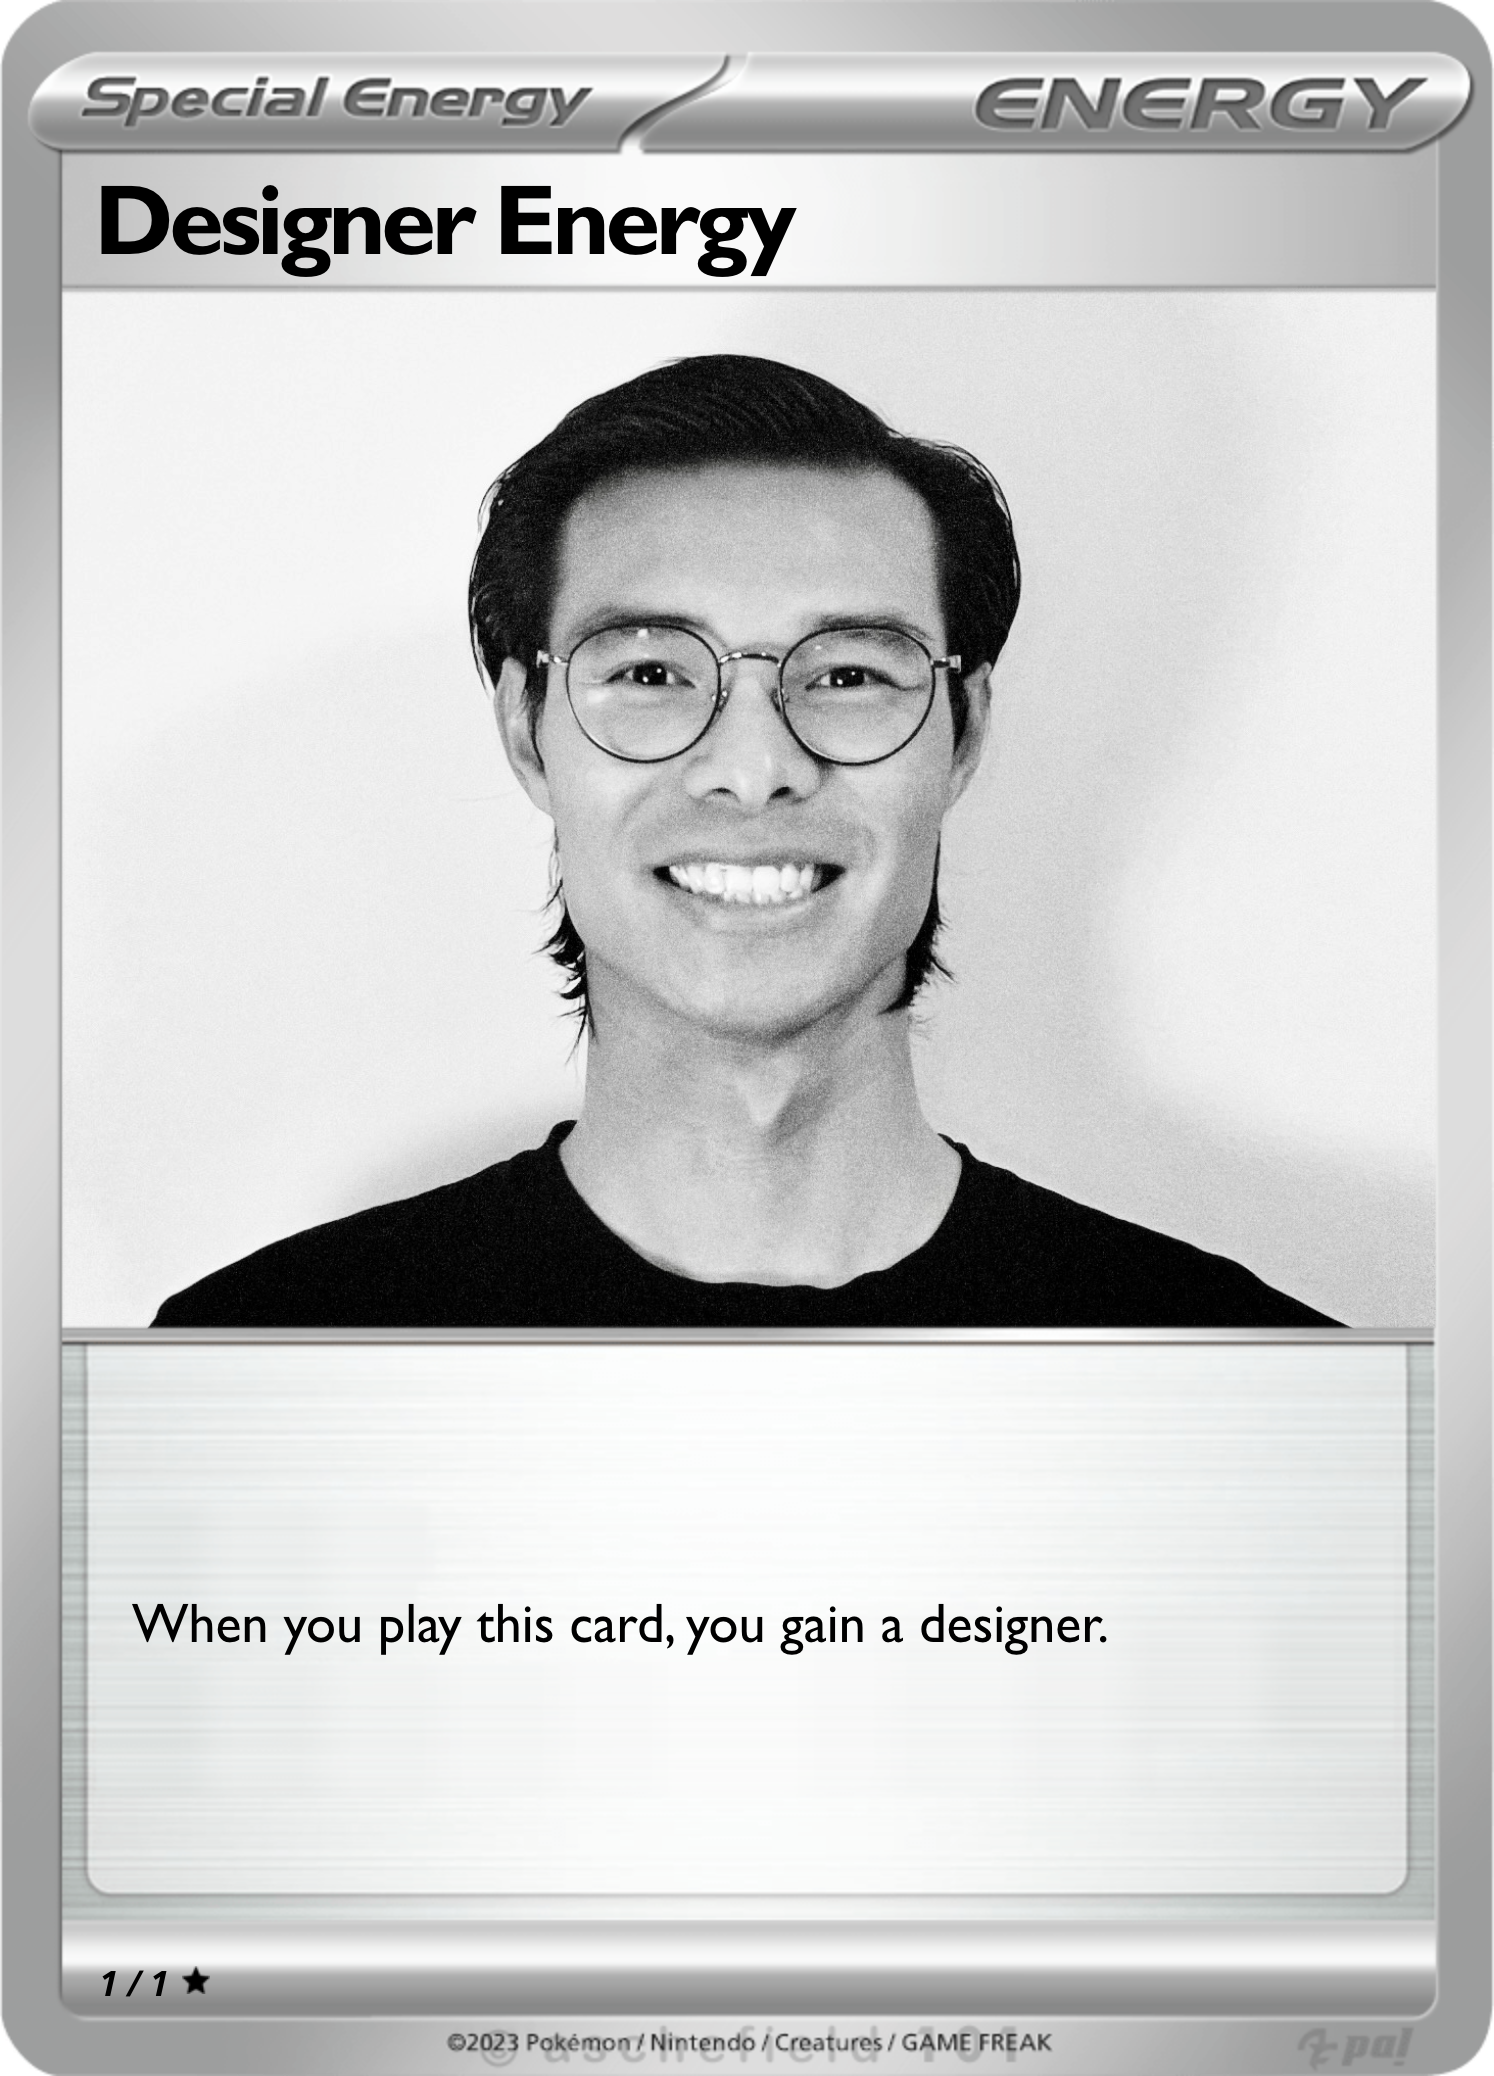 Special Energy ENERGY
Designer Energy
When you play this card, you gain a designer.
1 / 1 ★
©2023 Pokémon / Nintendo / Creatures / GAME FREAK